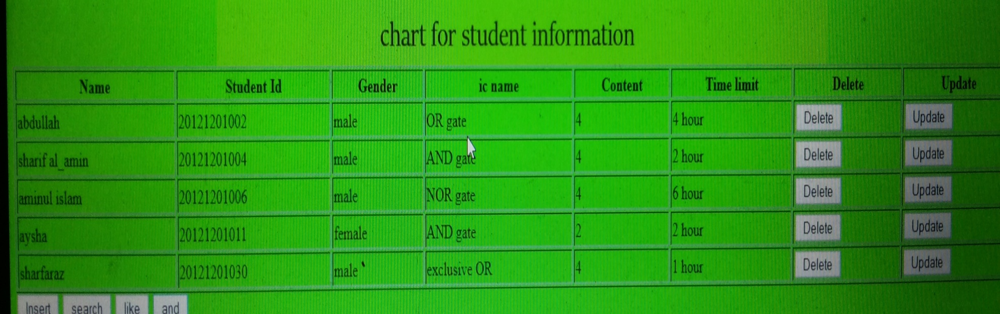 chart for student information
Name Student Id Gender ic name Content Time limit Delete Update
abdullah 20121201002 male OR gate 4 4 hour Delete Update
sharif al_amin 20121201004 male AND gate 4 2 hour Delete Update
aminul islam 20121201006 male NOR gate 4 6 hour Delete Update
aysha 20121201011 female AND gate 2 2 hour Delete Update
sharfaraz 20121201030 male exclusive OR 4 1 hour Delete Update
Insert search like and